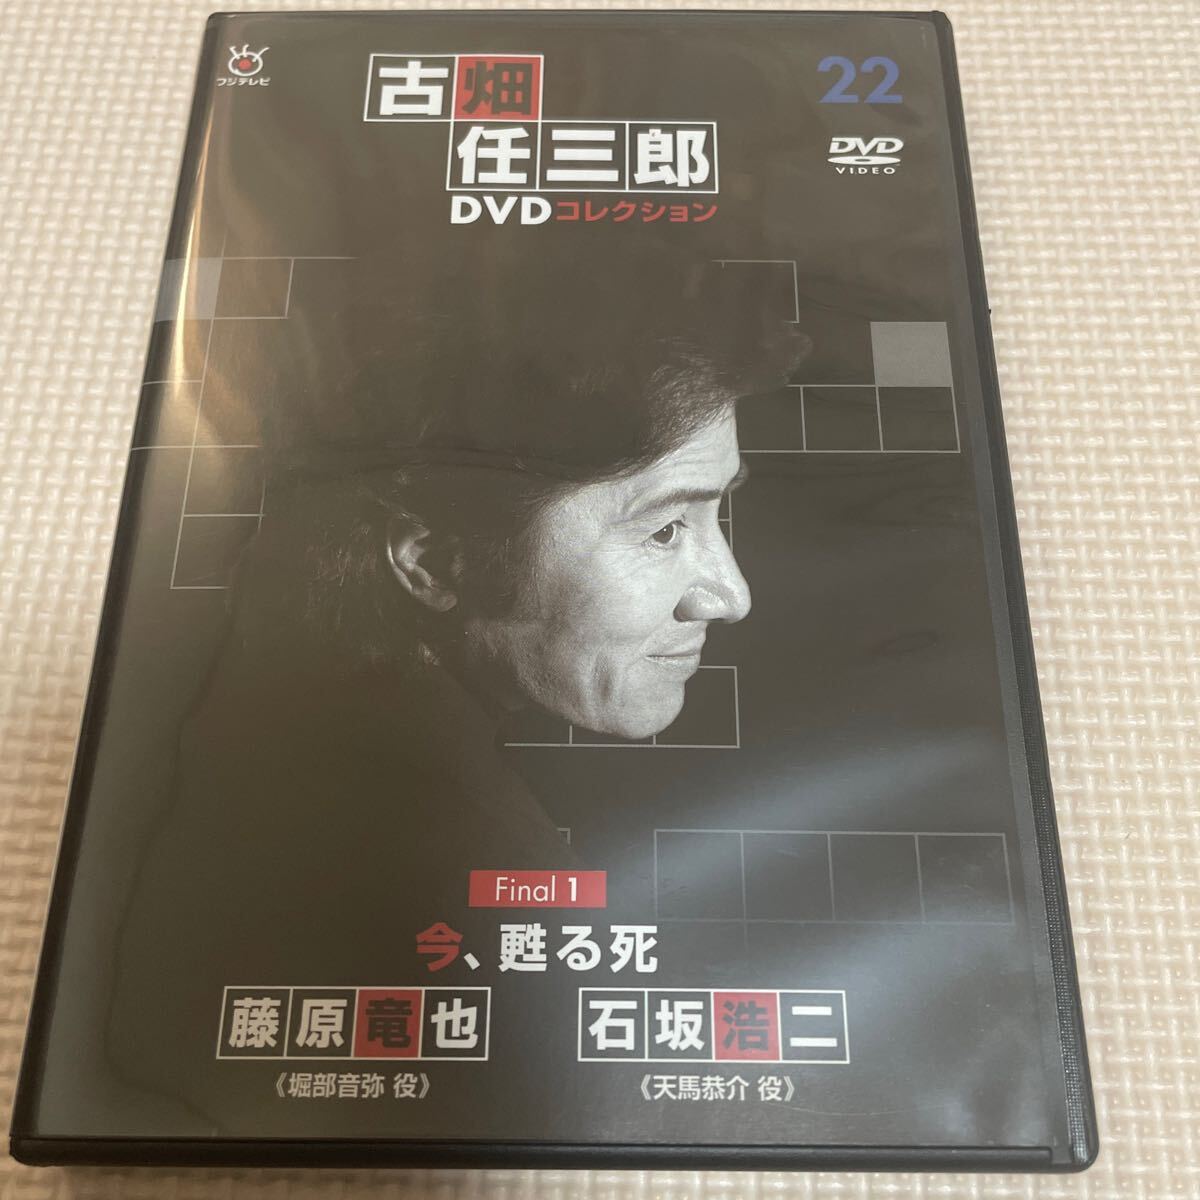 フジテレビ
古畑
任三郎
DVDコレクション
22
DVD
VIDEO
Final 1
今、甦る死
藤原竜也
《堀部音弥 役》
石坂浩二
《天馬恭介 役》